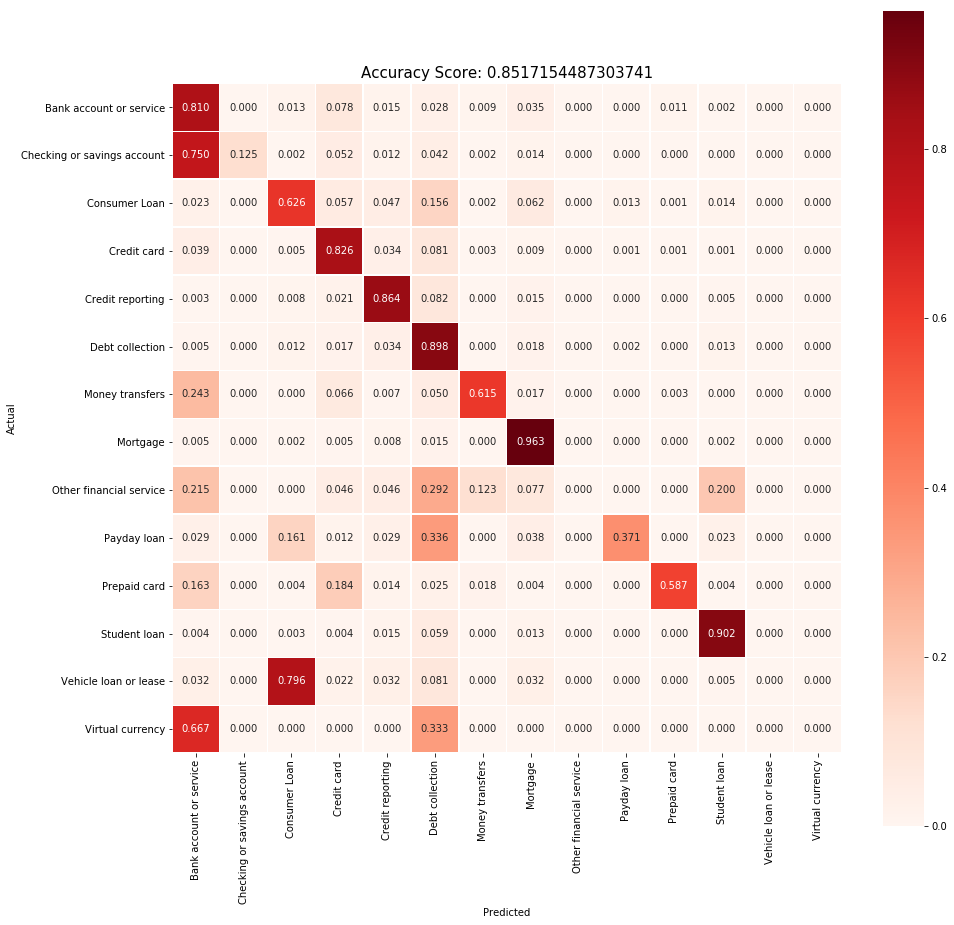 Accuracy Score: 0.8517154487303741
Bank account or service 0.810 0.000 0.013 0.078 0.015 0.028 0.009 0.035 0.000 0.000 0.011 0.002 0.000 0.000
Checking or savings account 0.750 0.125 0.002 0.052 0.012 0.042 0.002 0.014 0.000 0.000 0.000 0.000 0.000 0.000
Consumer Loan 0.023 0.000 0.626 0.057 0.047 0.156 0.002 0.062 0.000 0.013 0.001 0.014 0.000 0.000
Credit card 0.039 0.000 0.005 0.826 0.034 0.081 0.003 0.009 0.000 0.001 0.001 0.001 0.000 0.000
Credit reporting 0.003 0.000 0.008 0.021 0.864 0.082 0.000 0.015 0.000 0.000 0.000 0.005 0.000 0.000
Debt collection 0.005 0.000 0.012 0.017 0.034 0.898 0.000 0.018 0.000 0.002 0.000 0.013 0.000 0.000
Money transfers 0.243 0.000 0.000 0.066 0.007 0.050 0.615 0.017 0.000 0.000 0.003 0.000 0.000 0.000
Mortgage 0.005 0.000 0.002 0.005 0.008 0.015 0.000 0.963 0.000 0.000 0.000 0.002 0.000 0.000
Other financial service 0.215 0.000 0.000 0.046 0.046 0.292 0.123 0.077 0.000 0.000 0.000 0.200 0.000 0.000
Payday loan 0.029 0.000 0.161 0.012 0.029 0.336 0.000 0.038 0.000 0.371 0.000 0.023 0.000 0.000
Prepaid card 0.163 0.000 0.004 0.184 0.014 0.025 0.018 0.004 0.000 0.000 0.587 0.004 0.000 0.000
Student loan 0.004 0.000 0.003 0.004 0.015 0.059 0.000 0.013 0.000 0.000 0.000 0.902 0.000 0.000
Vehicle loan or lease 0.032 0.000 0.796 0.022 0.032 0.081 0.000 0.032 0.000 0.000 0.000 0.005 0.000 0.000
Virtual currency 0.667 0.000 0.000 0.000 0.000 0.333 0.000 0.000 0.000 0.000 0.000 0.000 0.000 0.000
Actual
Bank account or service
Checking or savings account
Consumer Loan
Credit card
Credit reporting
Debt collection
Money transfers
Mortgage
Other financial service
Payday loan
Prepaid card
Student loan
Vehicle loan or lease
Virtual currency
Predicted
0.8
0.6
0.4
0.2
0.0